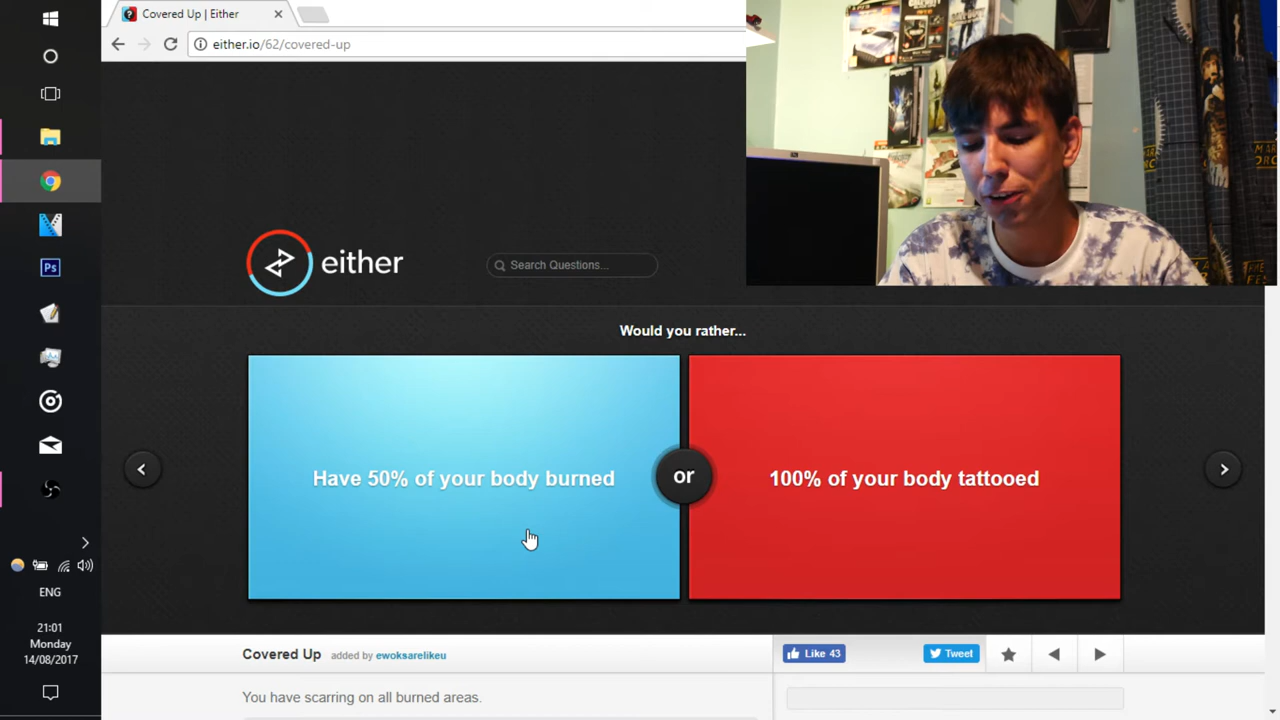 Covered Up | Either
either.io/62/covered-up
either
Search Questions...
Would you rather...
Have 50% of your body burned
or
100% of your body tattooed
Ps
ENG
21:01
Monday
14/08/2017
Covered Up added by ewoksarelikeu
Like 43
Tweet
You have scarring on all burned areas.